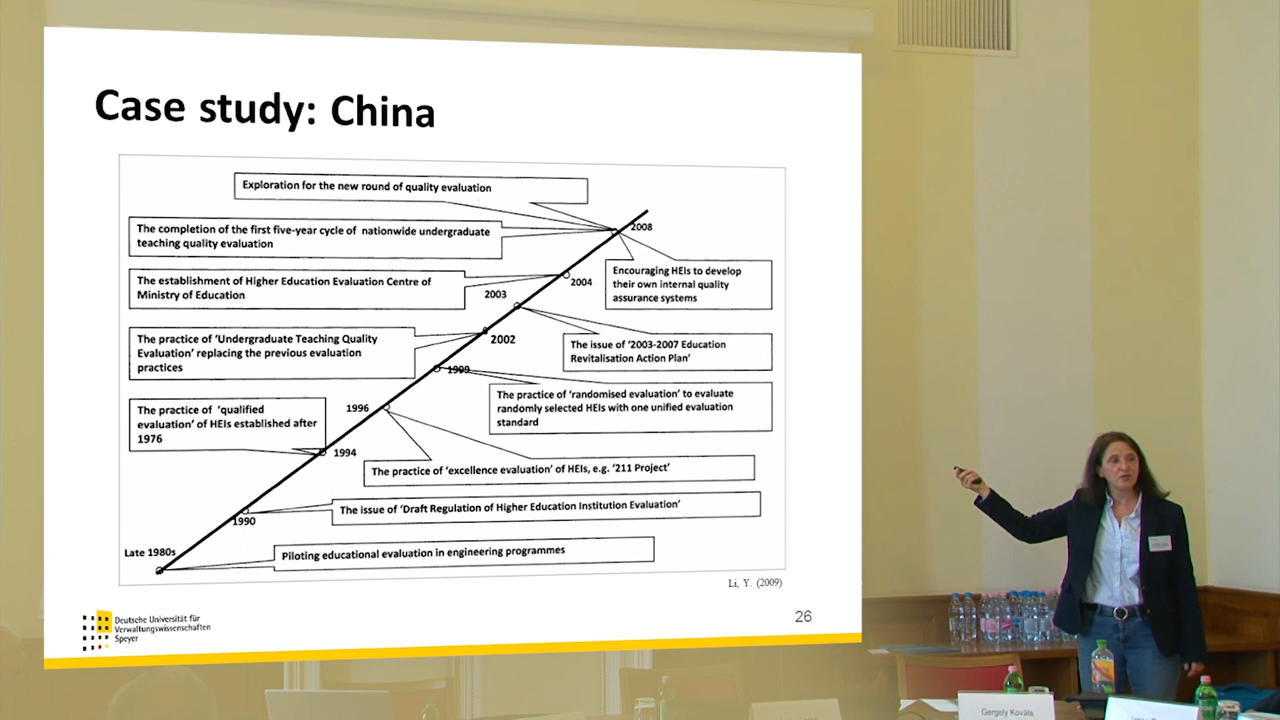 Case study: China
Exploration for the new round of quality evaluation
2008
The completion of the first five-year cycle of nationwide undergraduate
teaching quality evaluation
Encouraging HEIs to develop
their own internal quality
assurance systems
The establishment of Higher Education Evaluation Centre of
Ministry of Education
2004
2003
The practice of 'Undergraduate Teaching Quality
Evaluation' replacing the previous evaluation
practices
2002
The issue of '2003-2007 Education
Revitalisation Action Plan'
1999
The practice of 'randomised evaluation' to evaluate
randomly selected HEIs with one unified evaluation
standard
The practice of 'qualified
evaluation' of HEIs established after
1976
1996
1994
The practice of 'excellence evaluation' of HEIs, e.g. '211 Project'
The issue of 'Draft Regulation of Higher Education Institution Evaluation'
1990
Late 1980s
Piloting educational evaluation in engineering programmes
Li, Y. (2009)
Deutsche Universität für
Verwaltungswissenschaften
Speyer
26
Gergely Kováts